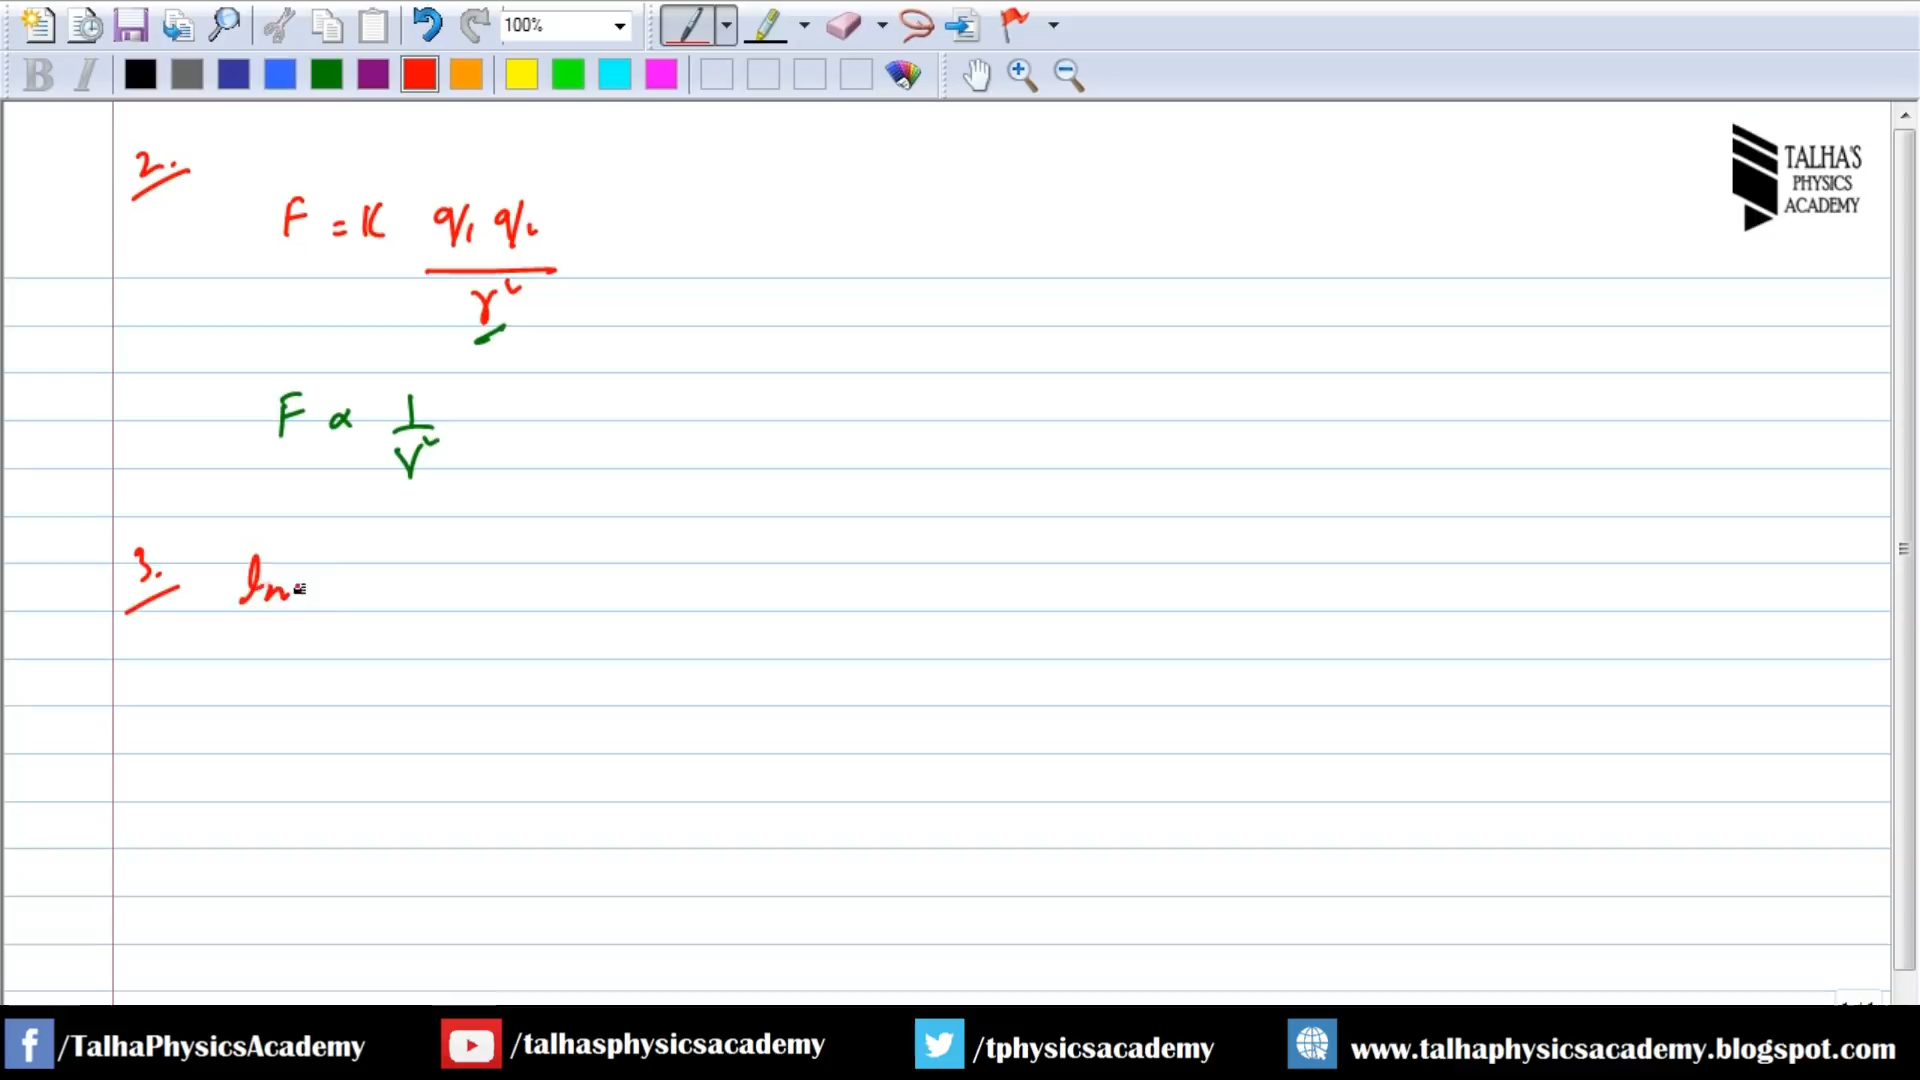 100%
B I
2.
F = K q₁ q₂
r²
F ∝ 1
r²
3. In
TALHA'S
PHYSICS
ACADEMY
/TalhaPhysicsAcademy
/talhasphysicsacademy
/tphysicsacademy
www.talhaphysicsacademy.blogspot.com